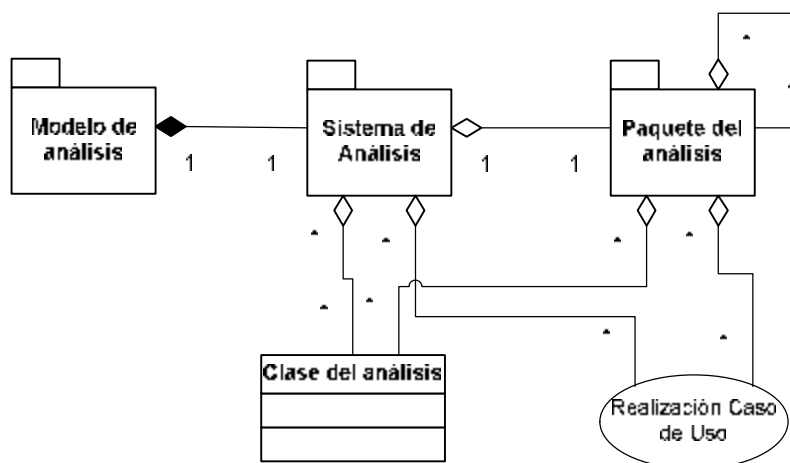 *
*
Modelo de
análisis
Sistema de
Análisis
Paquete del
análisis
1
1
1
1
*
*
*
*
*
*
*
*
Clase del análisis
Realización Caso
de Uso